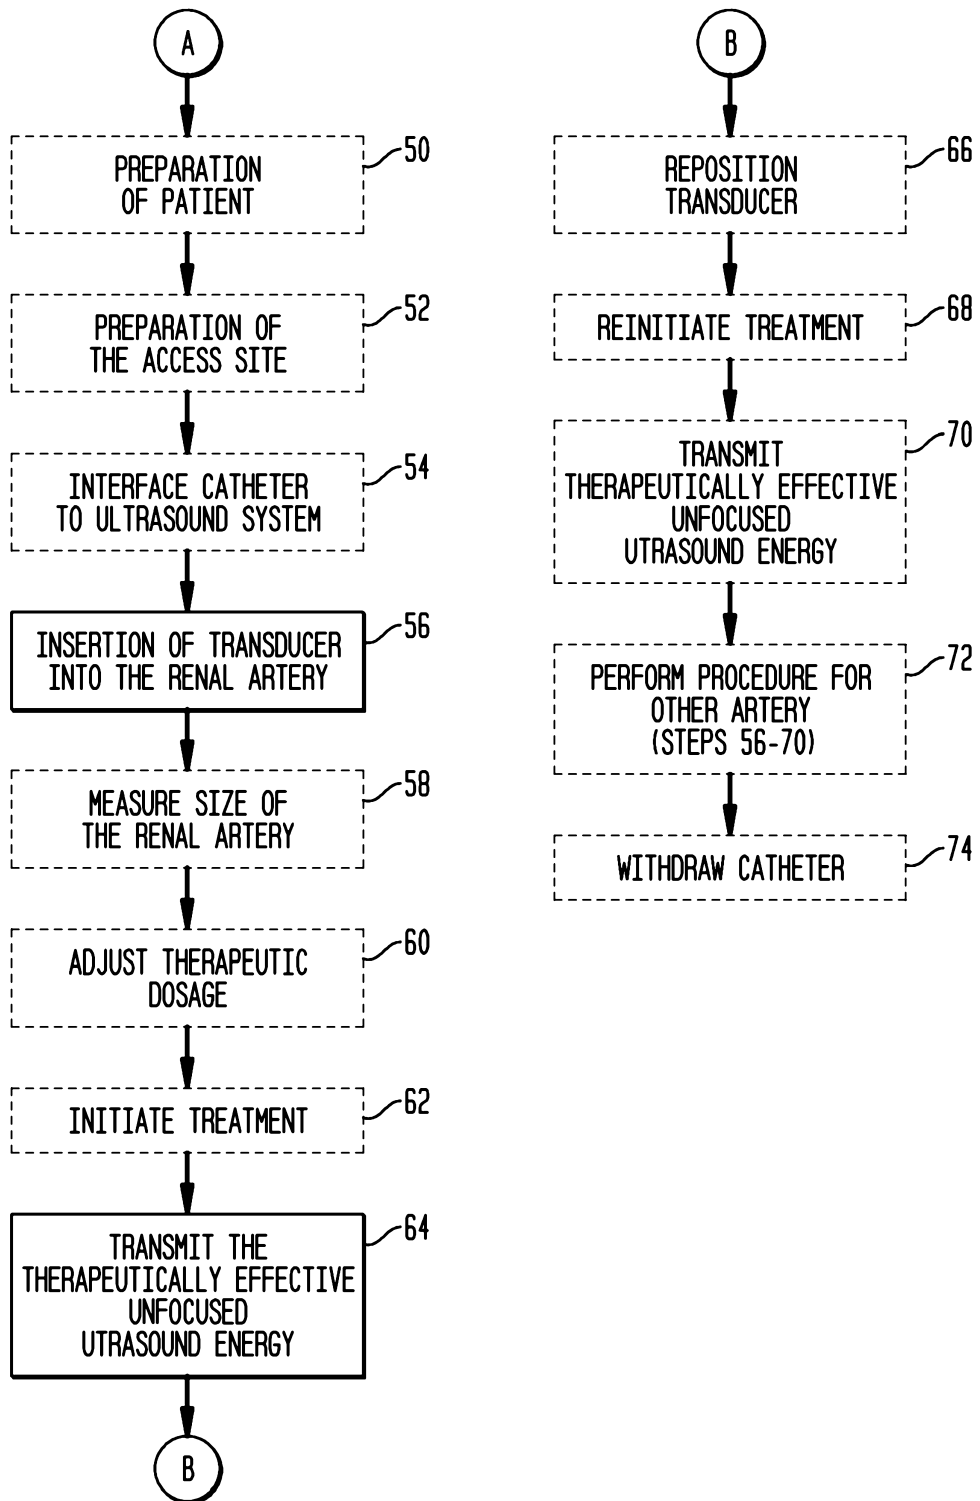 A
PREPARATION
OF PATIENT
50
PREPARATION OF
THE ACCESS SITE
52
INTERFACE CATHETER
TO ULTRASOUND SYSTEM
54
INSERTION OF TRANSDUCER
INTO THE RENAL ARTERY
56
MEASURE SIZE OF
THE RENAL ARTERY
58
ADJUST THERAPEUTIC
DOSAGE
60
INITIATE TREATMENT
62
TRANSMIT THE
THERAPEUTICALLY EFFECTIVE
UNFOCUSED
UTRASOUND ENERGY
64
B
B
REPOSITION
TRANSDUCER
66
REINITIATE TREATMENT
68
TRANSMIT
THERAPEUTICALLY EFFECTIVE
UNFOCUSED
UTRASOUND ENERGY
70
PERFORM PROCEDURE FOR
OTHER ARTERY
(STEPS 56-70)
72
WITHDRAW CATHETER
74